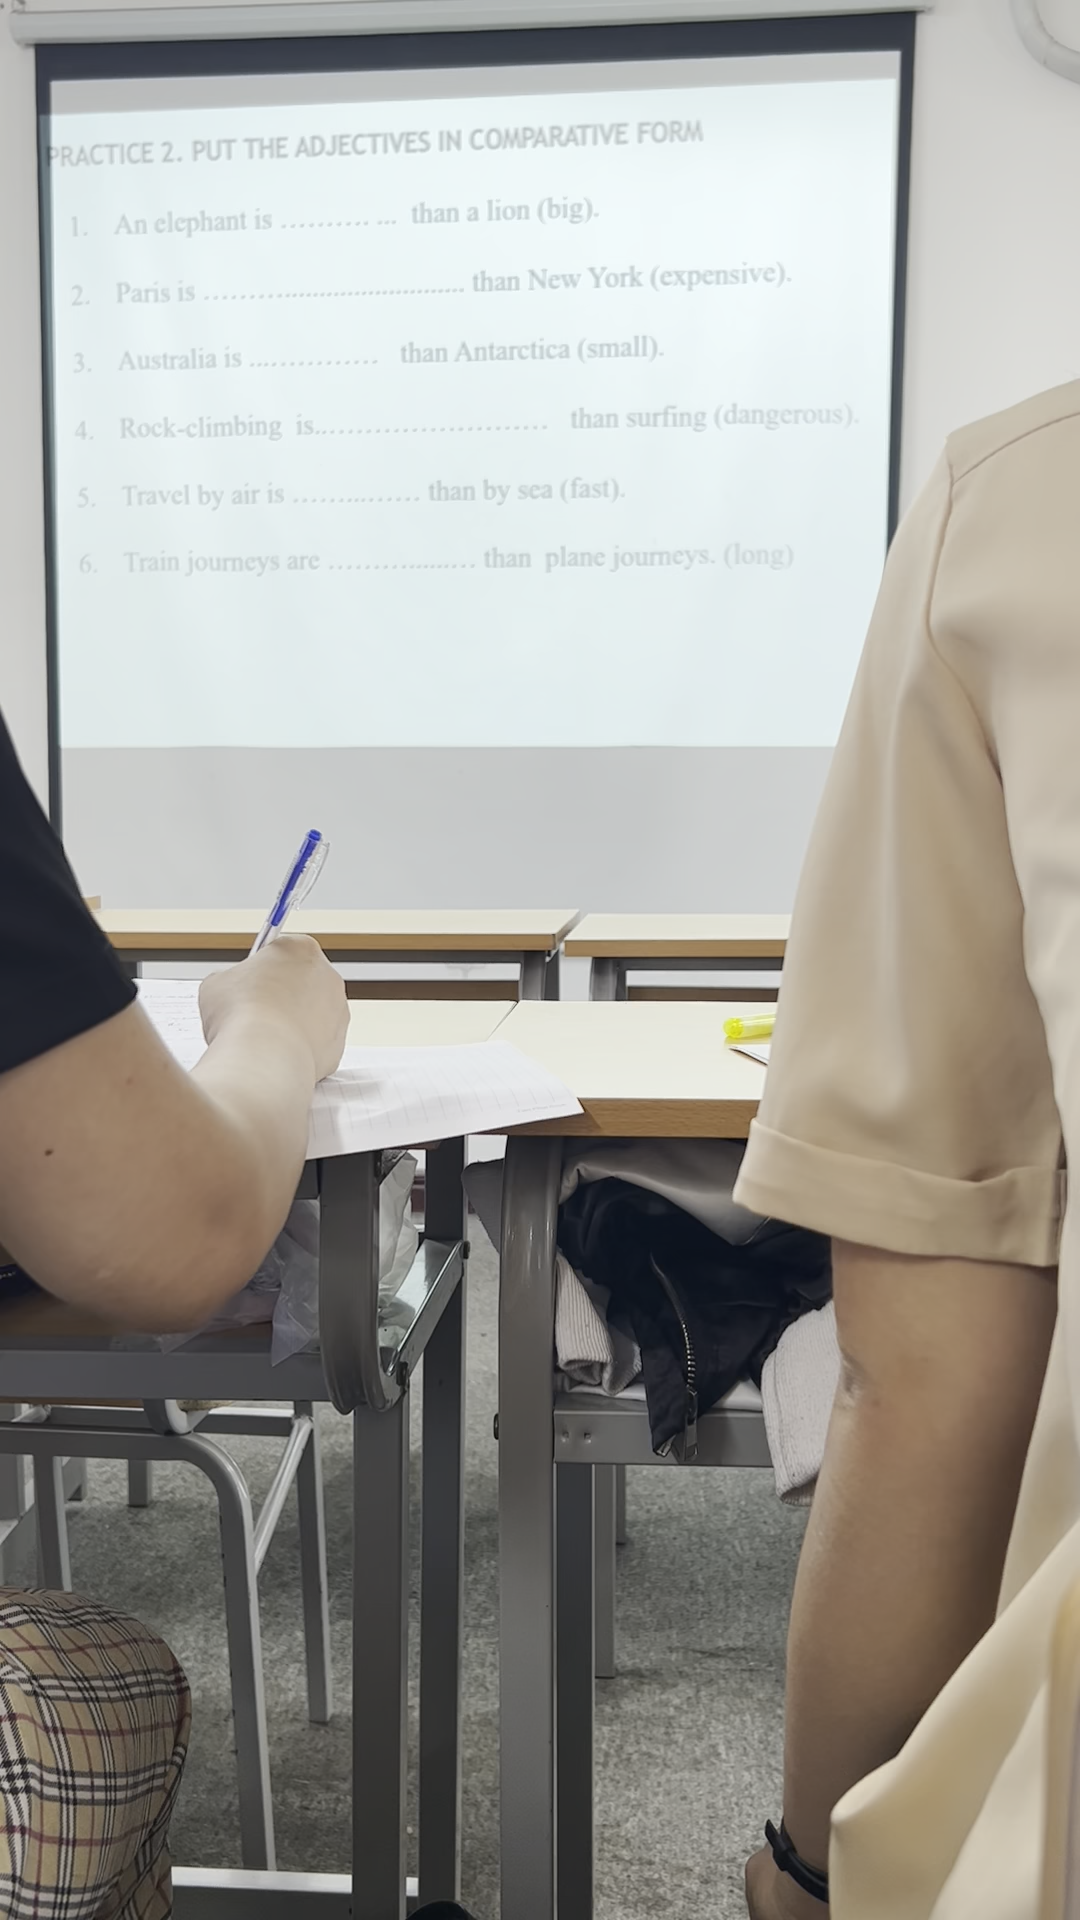 PRACTICE 2. PUT THE ADJECTIVES IN COMPARATIVE FORM
1. An elephant is .......... ... than a lion (big).
2. Paris is ....................................... than New York (expensive).
3. Australia is .............. than Antarctica (small).
4. Rock-climbing is.......................... than surfing (dangerous).
5. Travel by air is ................ than by sea (fast).
6. Train journeys are .................. than plane journeys. (long)